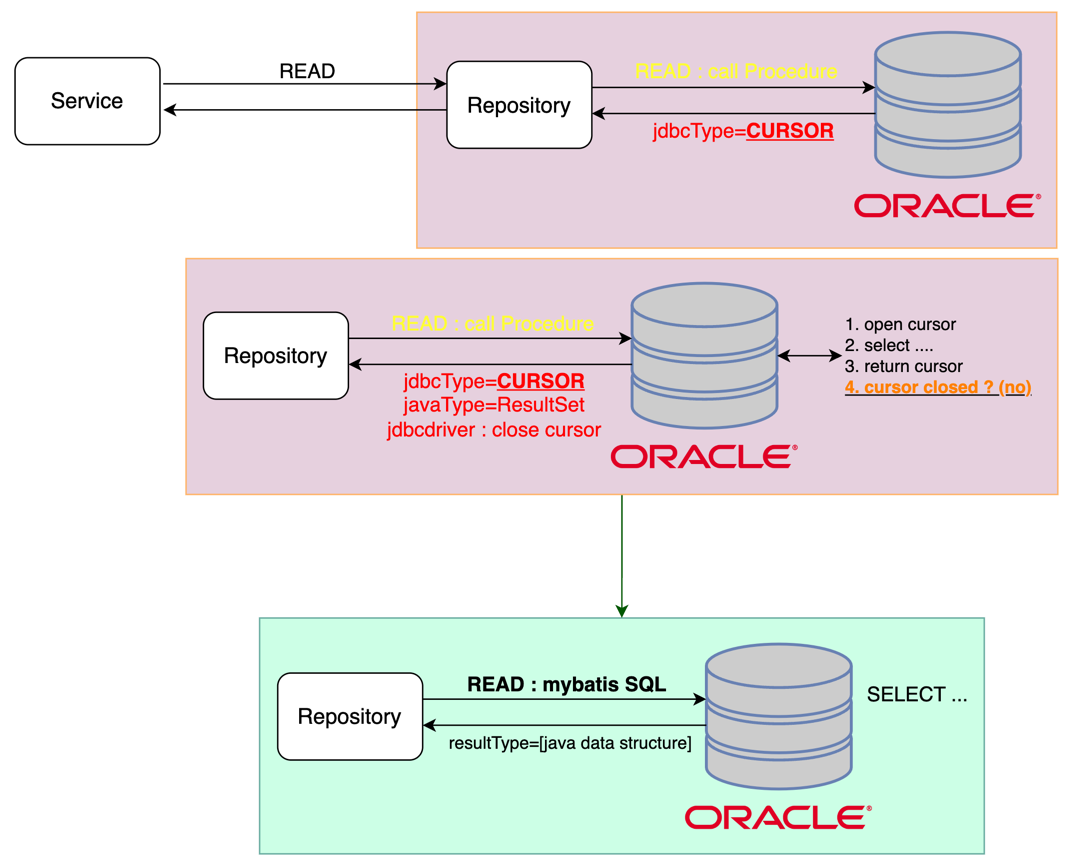 READ
Service
Repository
READ : call Procedure
jdbcType=CURSOR
ORACLE®
Repository
READ : call Procedure
jdbcType=CURSOR
javaType=ResultSet
jdbcdriver : close cursor
1. open cursor
2. select ....
3. return cursor
4. cursor closed ? (no)
ORACLE®
Repository
READ : mybatis SQL
resultType=[java data structure]
SELECT ...
ORACLE®